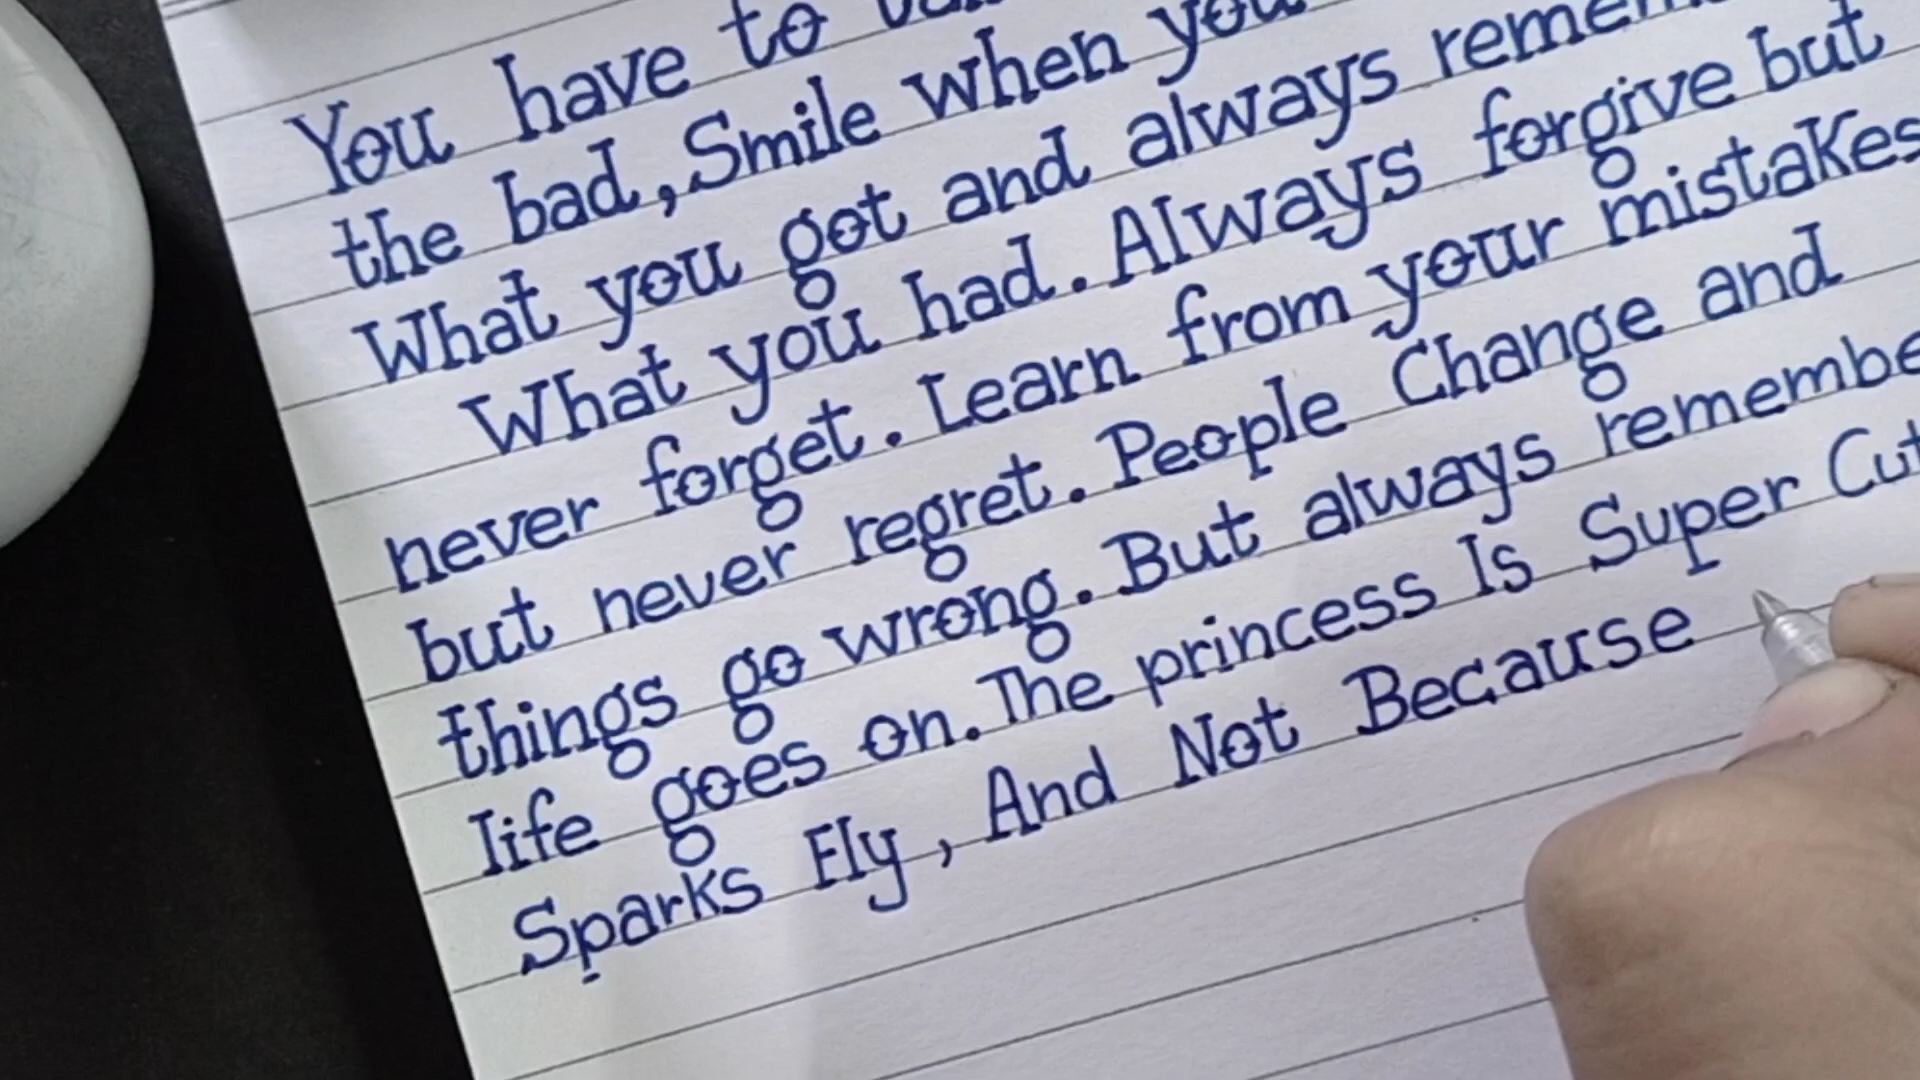 You have to
the bad, Smile when you
What you got and always
What you had. Always forgive but
never forget. Learn from your mistakes
but never regret. People Change and
things go wrong. But always
life goes on. The princess Is Super
Sparks Fly, And Not Because